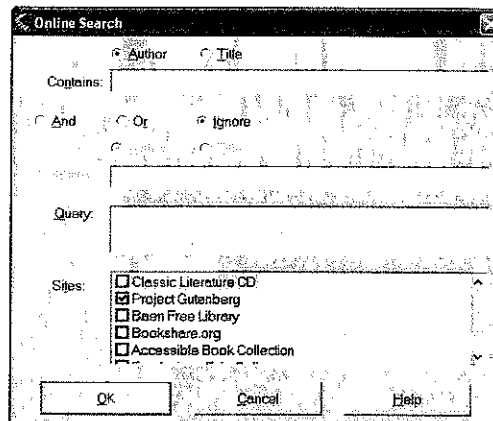 Online Search
Author Title
Contains:
And Or Ignore
Query:
Sites: Classic Literature CD
Project Gutenberg
Baen Free Library
Bookshare.org
Accessible Book Collection
OK Cancel Help